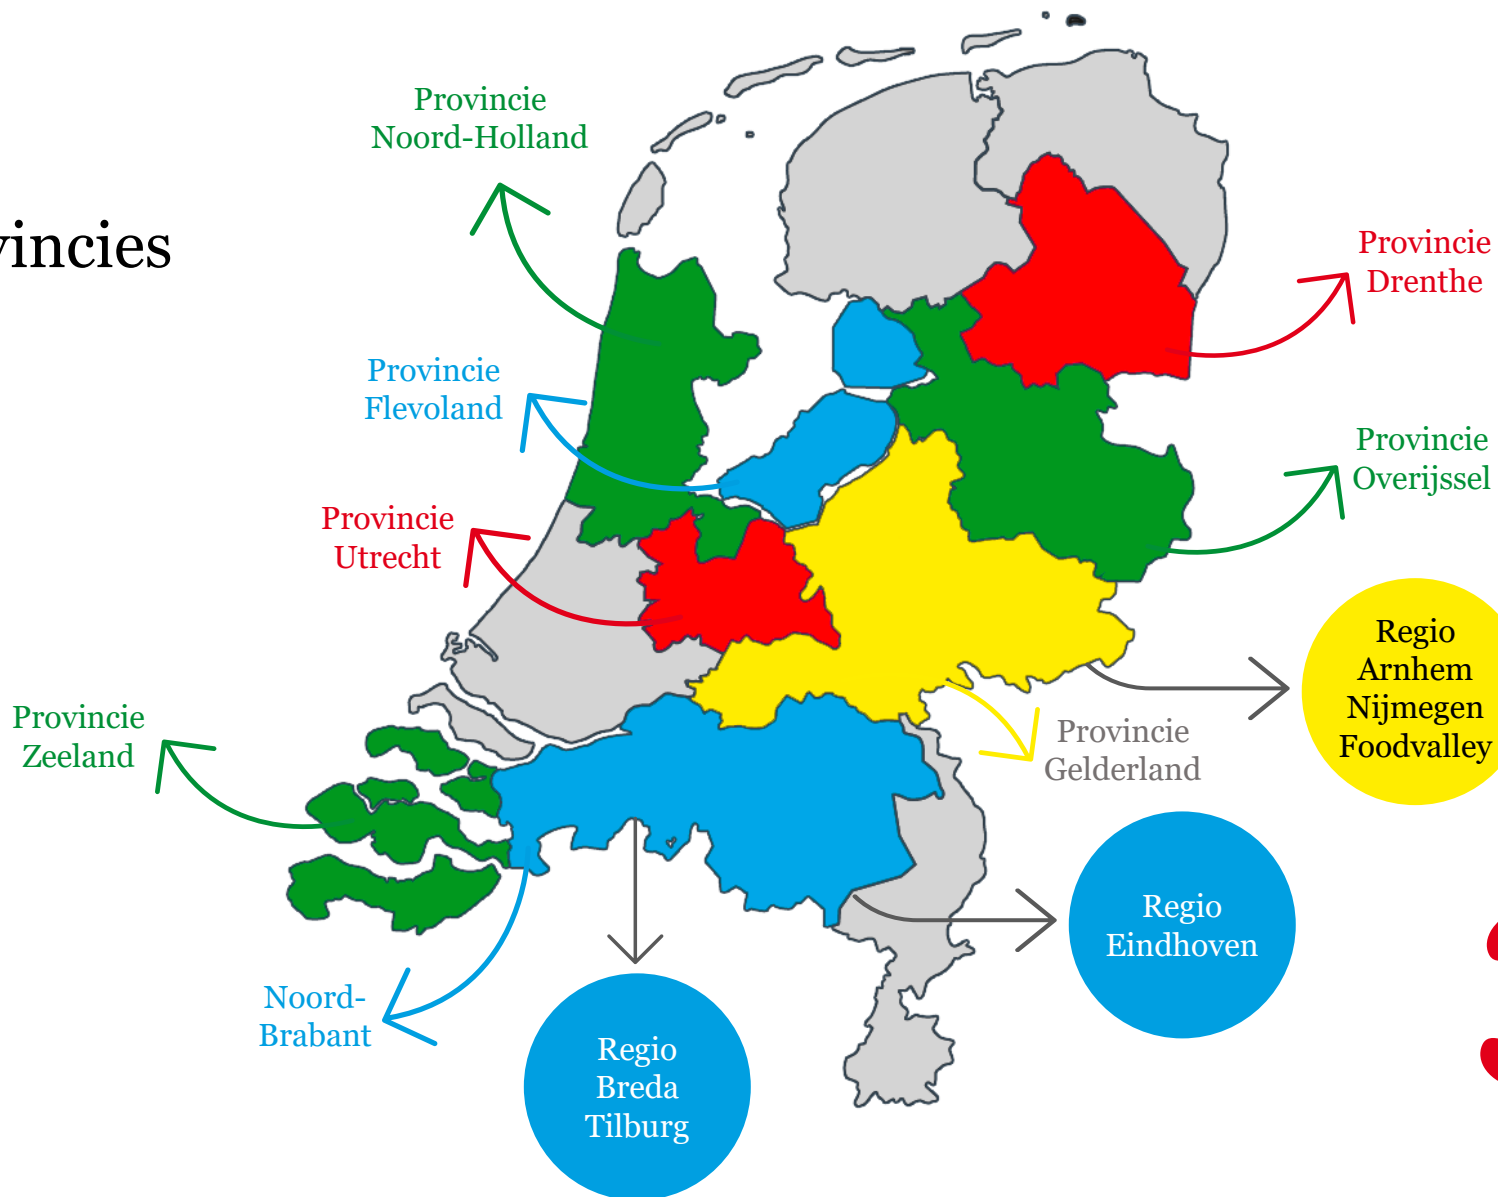 Provincie
Noord-Holland
vincies
Provincie
Drenthe
Provincie
Flevoland
Provincie
Overijssel
Provincie
Utrecht
Regio
Arnhem
Nijmegen
Foodvalley
Provincie
Zeeland
Provincie
Gelderland
Regio
Eindhoven
Noord-
Brabant
Regio
Breda
Tilburg